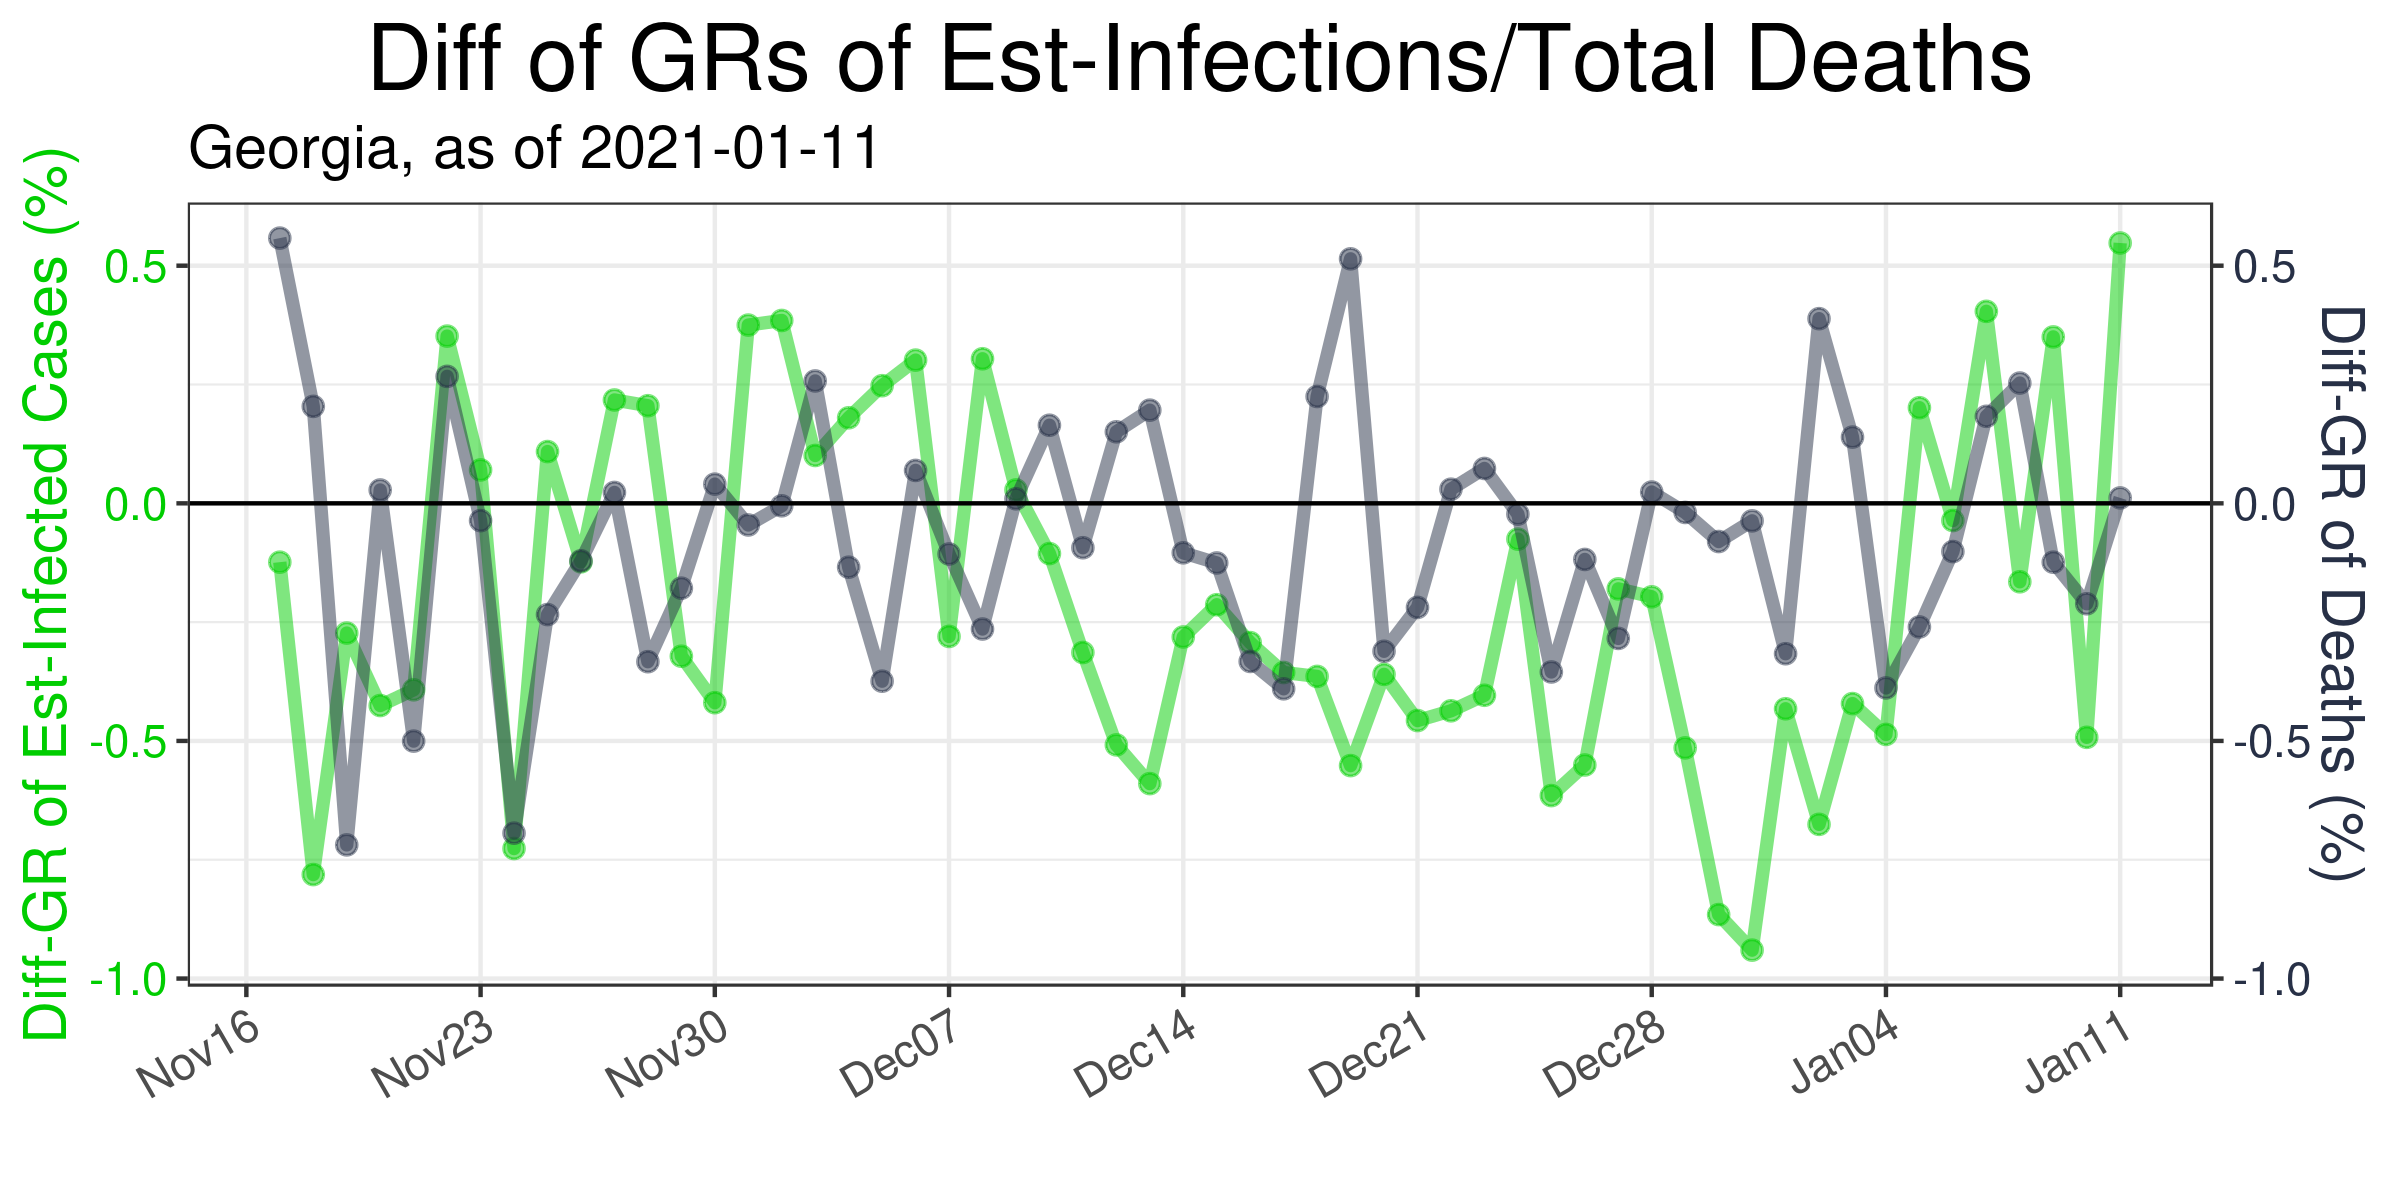 Diff of GRs of Est-Infections/Total Deaths
Georgia, as of 2021-01-11
Diff-GR of Est-Infected Cases (%)
0.5
0.0
-0.5
-1.0
0.5
0.0
-0.5
-1.0
Diff-GR of Deaths (%)
Nov16
Nov23
Nov30
Dec07
Dec14
Dec21
Dec28
Jan04
Jan11